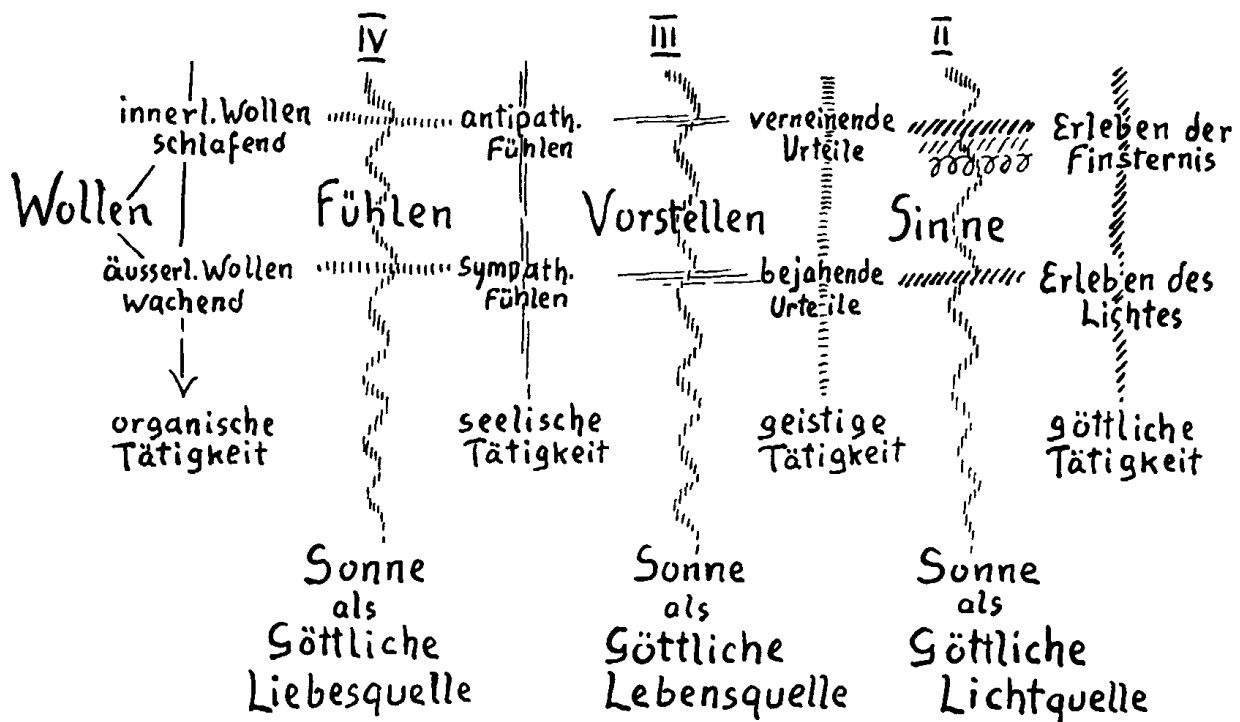 IV
III
II
innerl. Wollen
schlafend
antipath.
Fühlen
verneinende
Urteile
Erleben der
Finsternis
Wollen
Fühlen
Vorstellen
Sinne
äusserl. Wollen
wachend
Sympath.
Fühlen
bejahende
Urteile
Erleben des
Lichtes
organische
Tätigkeit
seelische
Tätigkeit
geistige
Tätigkeit
göttliche
Tätigkeit
Sonne
als
Göttliche
Liebesquelle
Sonne
als
Göttliche
Lebensquelle
Sonne
als
Göttliche
Lichtquelle